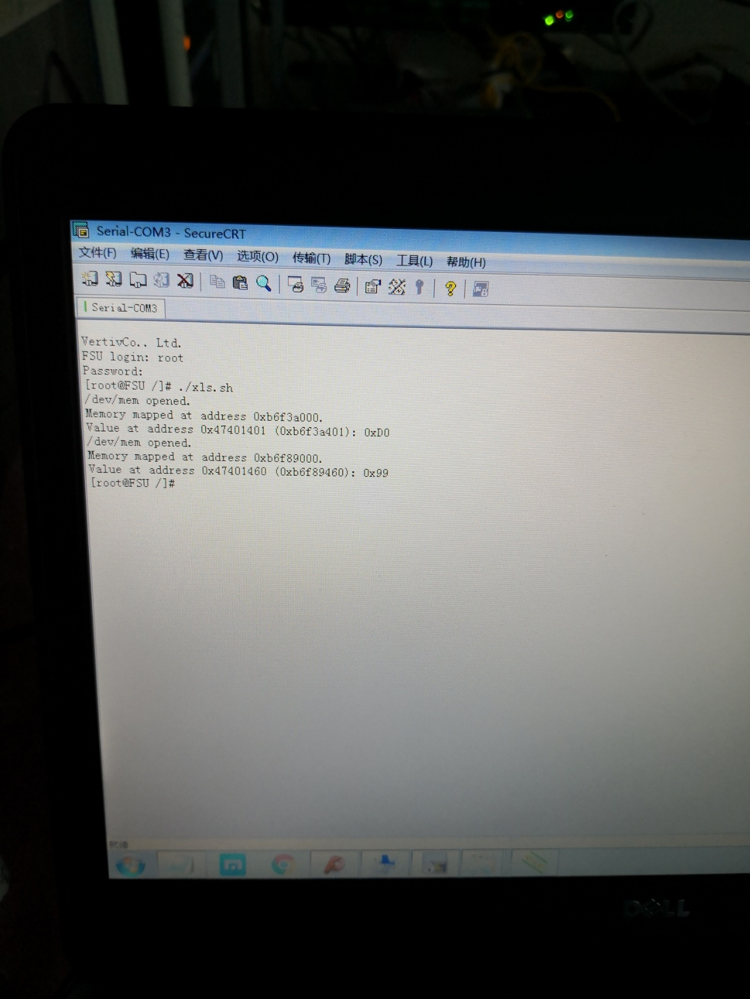 Serial-COM3 - SecureCRT
文件(F) 编辑(E) 查看(V) 选项(O) 传输(T) 脚本(S) 工具(L) 帮助(H)
Serial-COM3
VertivCo.. Ltd.
FSU login: root
Password:
[root@FSU /]# ./xls.sh
/dev/mem opened.
Memory mapped at address 0xb6f3a000.
Value at address 0x47401401 (0xb6f3a401): 0xD0
/dev/mem opened.
Memory mapped at address 0xb6f89000.
Value at address 0x47401460 (0xb6f89460): 0x99
[root@FSU /]#
就绪
DELL